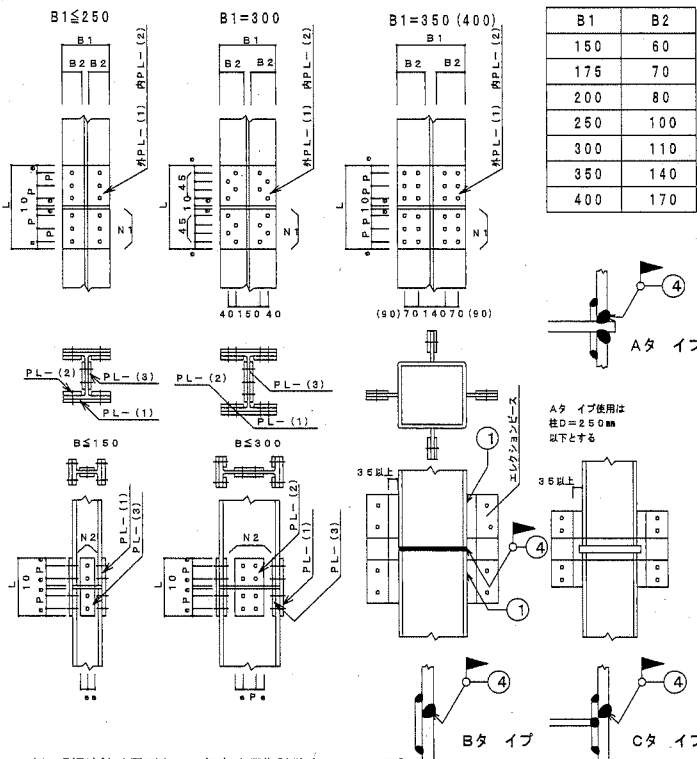 B1≦250
B1=300
B1=350(400)
B1
B2 B2
内PL-(2)
外PL-(1)
B1
B2 B2
内PL-(2)
外PL-(1)
B1
B2 B2
内PL-(2)
外PL-(1)
B1 B2
150 60
175 70
200 80
250 100
300 110
350 140
400 170
L
10
P
P
e
N1
45
10
45
N1
L
P
10
P
N1
40 150 40
(90)70 140 70(90)
④
Aタイプ
PL-(2)
PL-(3)
PL-(1)
PL-(2)
PL-(3)
PL-(1)
Aタイプ使用は
柱D=250mm
以下とする
B≦150
B≦300
エレクションピース
①
35以上
35以上
N2
PL-(1)
PL-(3)
N2
PL-(2)
PL-(1)
PL-(3)
④
①
L
10
P
P
L
10
P
P
e e
e P e
④
Bタイプ
④
Cタイプ